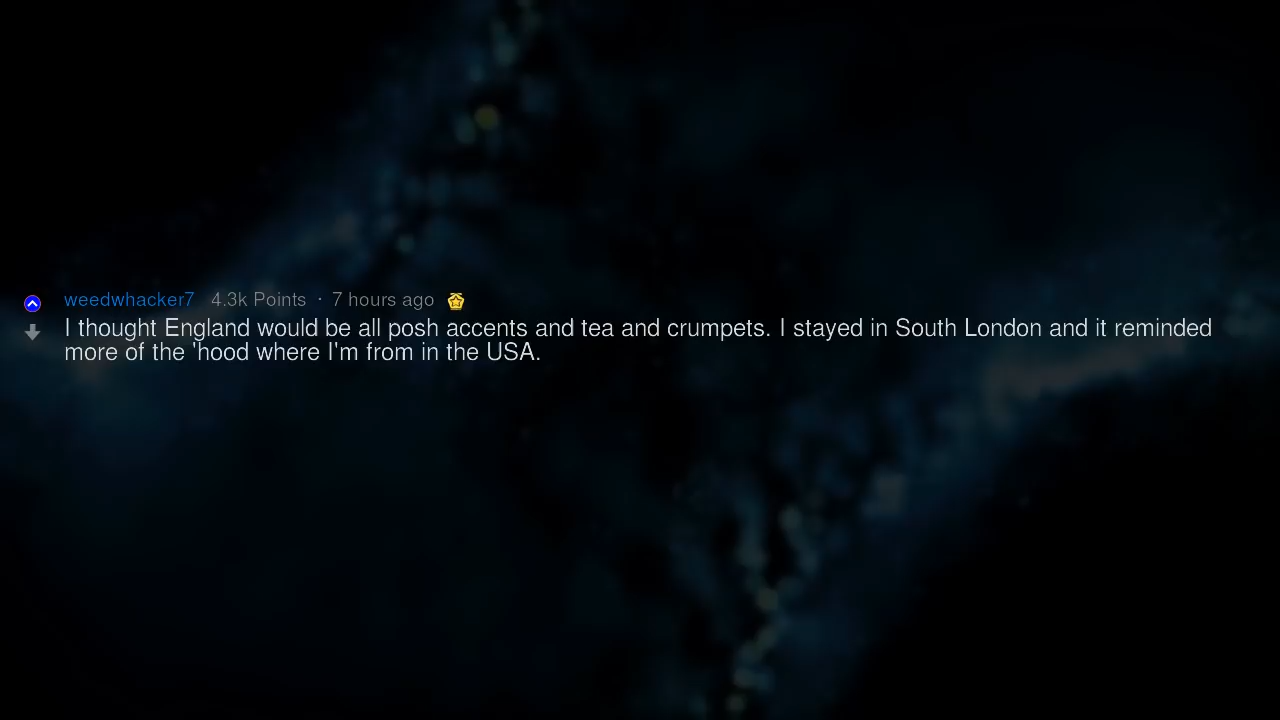 weedwhacker7 4.3k Points · 7 hours ago
I thought England would be all posh accents and tea and crumpets. I stayed in South London and it reminded
more of the 'hood where I'm from in the USA.